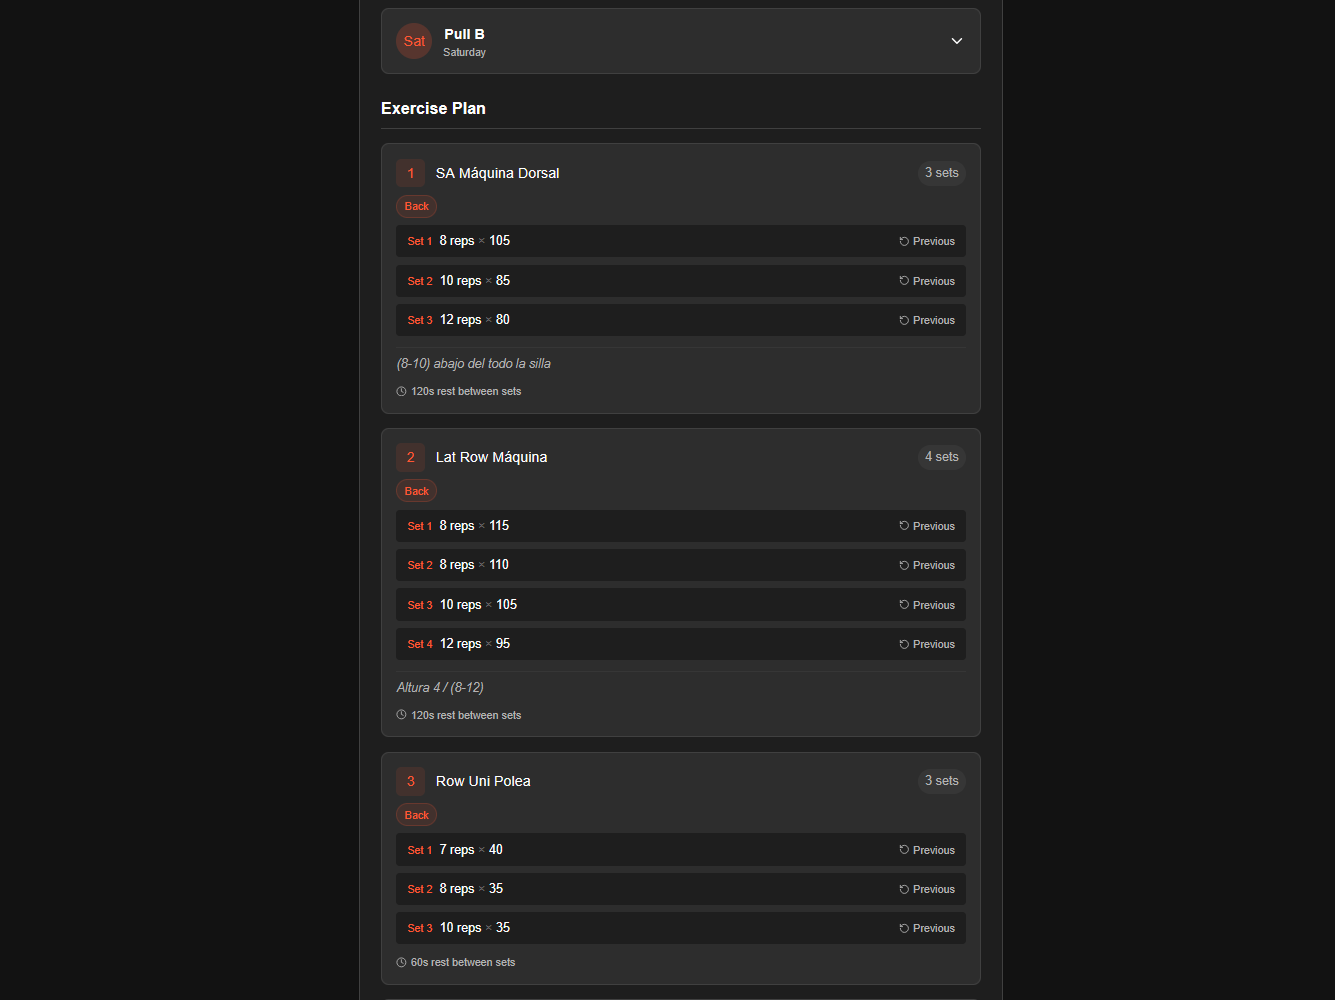 Sat
Pull B
Saturday
Exercise Plan
1 SA Máquina Dorsal 3 sets
Back
Set 1 8 reps × 105 Previous
Set 2 10 reps × 85 Previous
Set 3 12 reps × 80 Previous
(8-10) abajo del todo la silla
120s rest between sets
2 Lat Row Máquina 4 sets
Back
Set 1 8 reps × 115 Previous
Set 2 8 reps × 110 Previous
Set 3 10 reps × 105 Previous
Set 4 12 reps × 95 Previous
Altura 4 / (8-12)
120s rest between sets
3 Row Uni Polea 3 sets
Back
Set 1 7 reps × 40 Previous
Set 2 8 reps × 35 Previous
Set 3 10 reps × 35 Previous
60s rest between sets